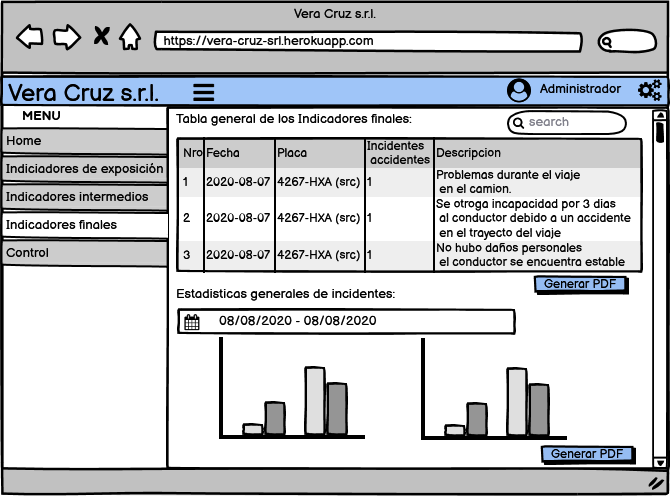 Vera Cruz s.r.l.
https://vera-cruz-srl.herokuapp.com
Vera Cruz s.r.l.
Administrador
MENU
Home
Indiciadores de exposición
Indicadores intermedios
Indicadores finales
Control
Tabla general de los Indicadores finales:
search
Nro Fecha Placa Incidentes accidentes Descripcion
1 2020-08-07 4267-HXA (src) 1 Problemas durante el viaje
en el camion.
2 2020-08-07 4267-HXA (src) 1 Se otroga incapacidad por 3 dias
al conductor debido a un accidente
en el trayecto del viaje
3 2020-08-07 4267-HXA (src) 1 No hubo daños personales
el conductor se encuentra estable
Generar PDF
Estadisticas generales de incidentes:
08/08/2020 - 08/08/2020
Generar PDF